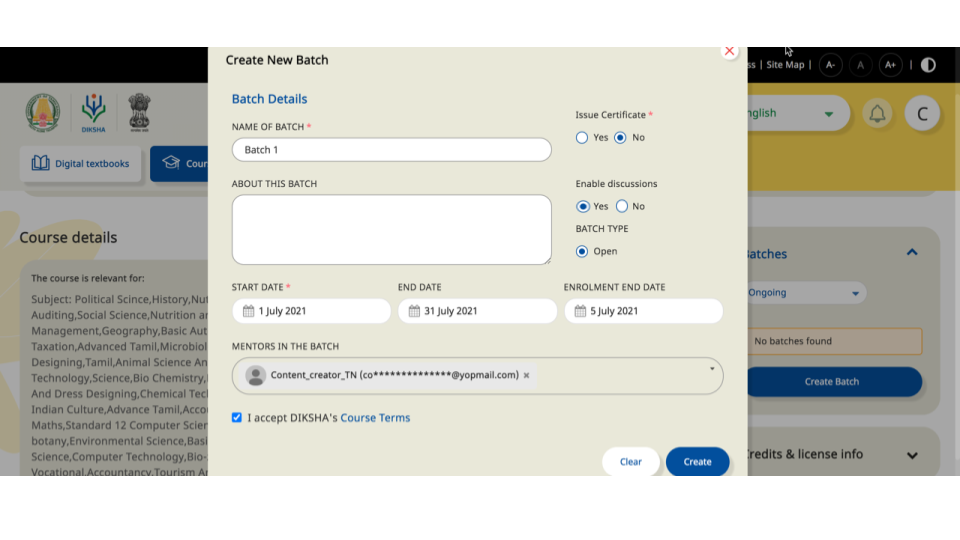 Create New Batch
ss | Site Map | A- A A+ |
Batch Details
NAME OF BATCH *
Issue Certificate *
Batch 1
Yes No
nglish
C
DIKSHA
Digital textbooks
Cour
ABOUT THIS BATCH
Enable discussions
Yes No
BATCH TYPE
Open
Course details
Batches
The course is relevant for:
START DATE *
END DATE
ENROLMENT END DATE
1 July 2021
31 July 2021
5 July 2021
Ongoing
Subject: Political Scince,History,Nut
Auditing,Social Science,Nutrition an
Management,Geography,Basic Aut
Taxation,Advanced Tamil,Microbiol
Designing,Tamil,Animal Science An
Technology,Science,Bio Chemistry,
And Dress Designing,Chemical Tec
Indian Culture,Advance Tamil,Acco
Maths,Standard 12 Computer Scier
botany,Environmental Science,Basi
Science,Computer Technology,Bio-
Vocational,Accountancy,Tourism Ar
MENTORS IN THE BATCH
Content_creator_TN (co**************@yopmail.com) ×
No batches found
Create Batch
I accept DIKSHA's Course Terms
Clear
Create
redits & license info